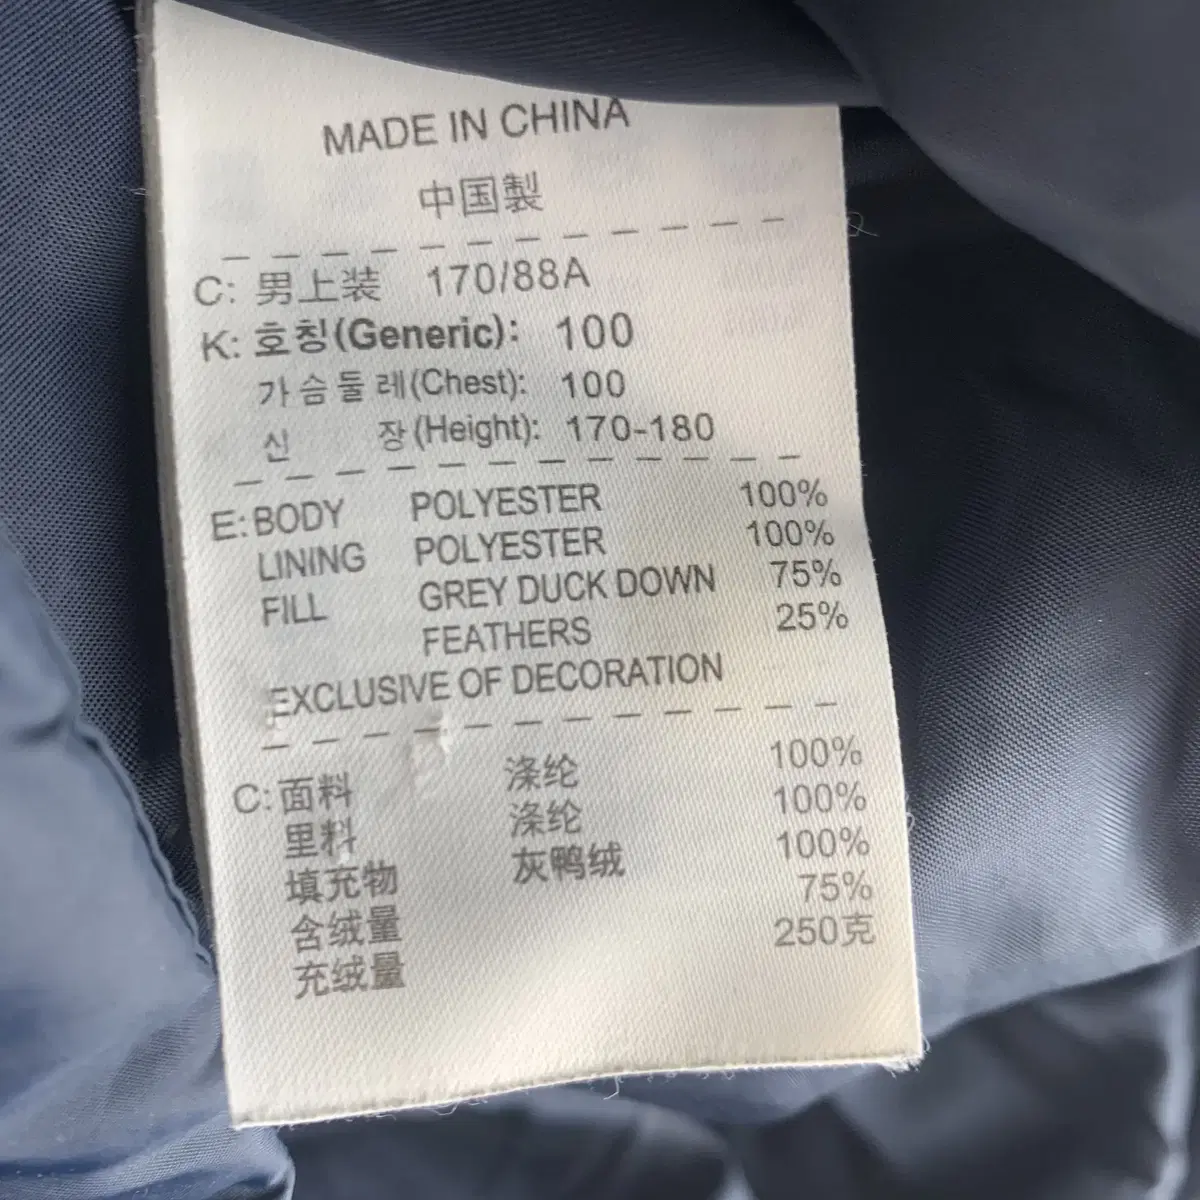 MADE IN CHINA
中国製
C: 男上装 170/88A
K: 호칭(Generic): 100
가슴둘레(Chest): 100
신 장(Height): 170-180
E: BODY POLYESTER 100%
LINING POLYESTER 100%
FILL GREY DUCK DOWN 75%
FEATHERS 25%
EXCLUSIVE OF DECORATION
C: 面料 涤纶 100%
里料 涤纶 100%
填充物 灰鸭绒 100%
含绒量 75%
充绒量 250克